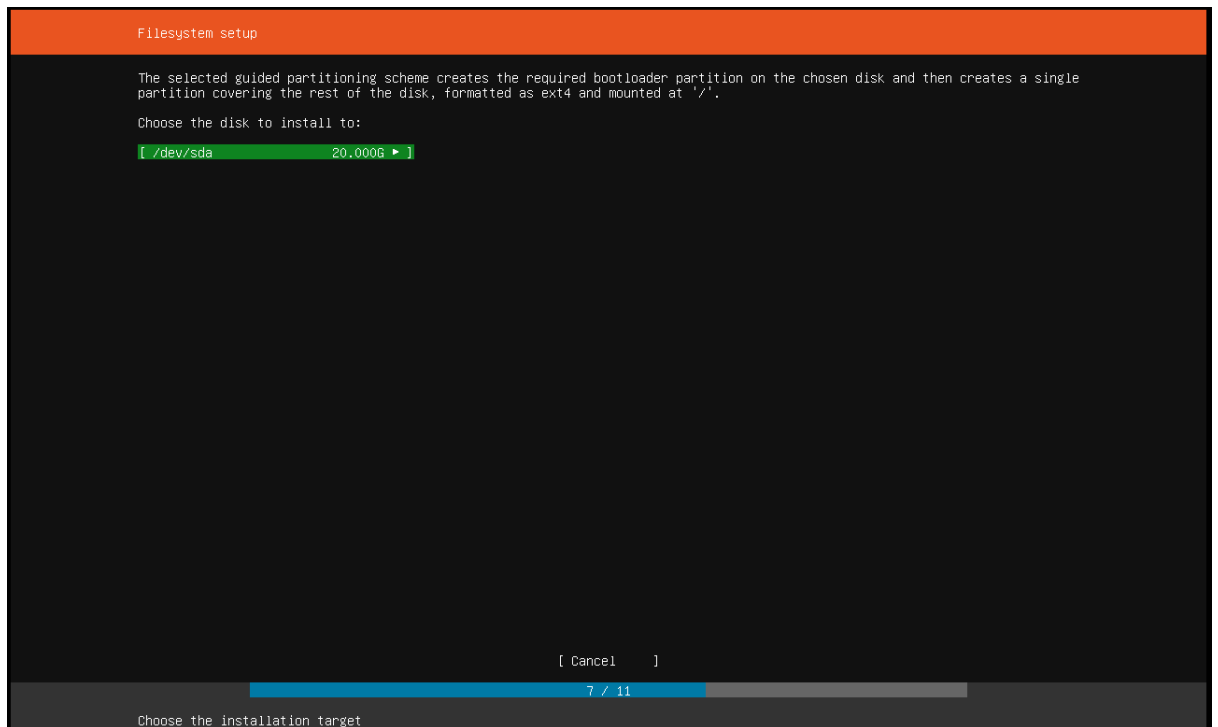 Filesystem setup
The selected guided partitioning scheme creates the required bootloader partition on the chosen disk and then creates a single
partition covering the rest of the disk, formatted as ext4 and mounted at '/'.
Choose the disk to install to:
[ /dev/sda 20.000G ► ]
[ Cancel ]
7 / 11
Choose the installation target